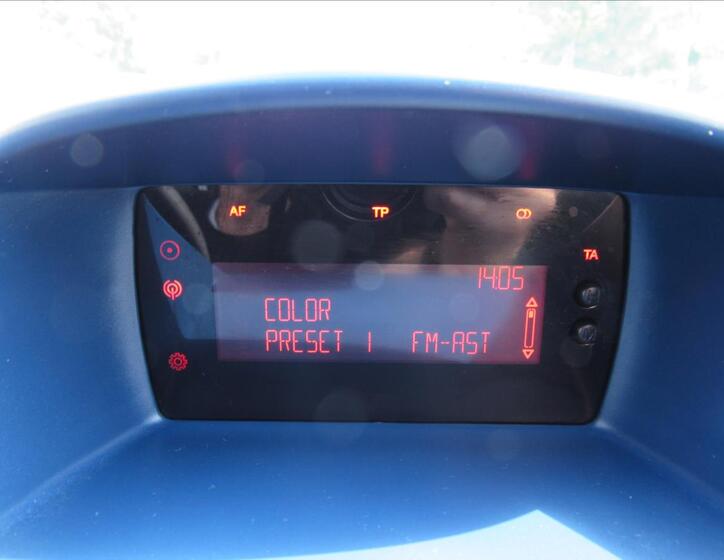 AF TP TA
14:05
COLOR
PRESET 1 FM-AST